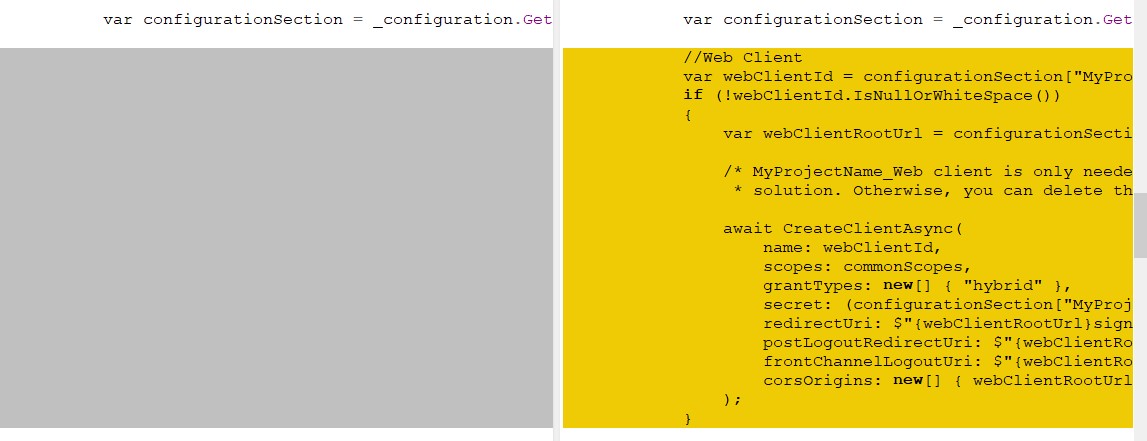 var configurationSection = _configuration.Get
var configurationSection = _configuration.Get
//Web Client
var webClientId = configurationSection["MyPro
if (!webClientId.IsNullOrWhiteSpace())
{
var webClientRootUrl = configurationSecti
/* MyProjectName_Web client is only neede
* solution. Otherwise, you can delete th
await CreateClientAsync(
name: webClientId,
scopes: commonScopes,
grantTypes: new[] { "hybrid" },
secret: (configurationSection["MyProj
redirectUri: $"{webClientRootUrl}sign
postLogoutRedirectUri: $"{webClientRo
frontChannelLogoutUri: $"{webClientRo
corsOrigins: new[] { webClientRootUrl
);
}